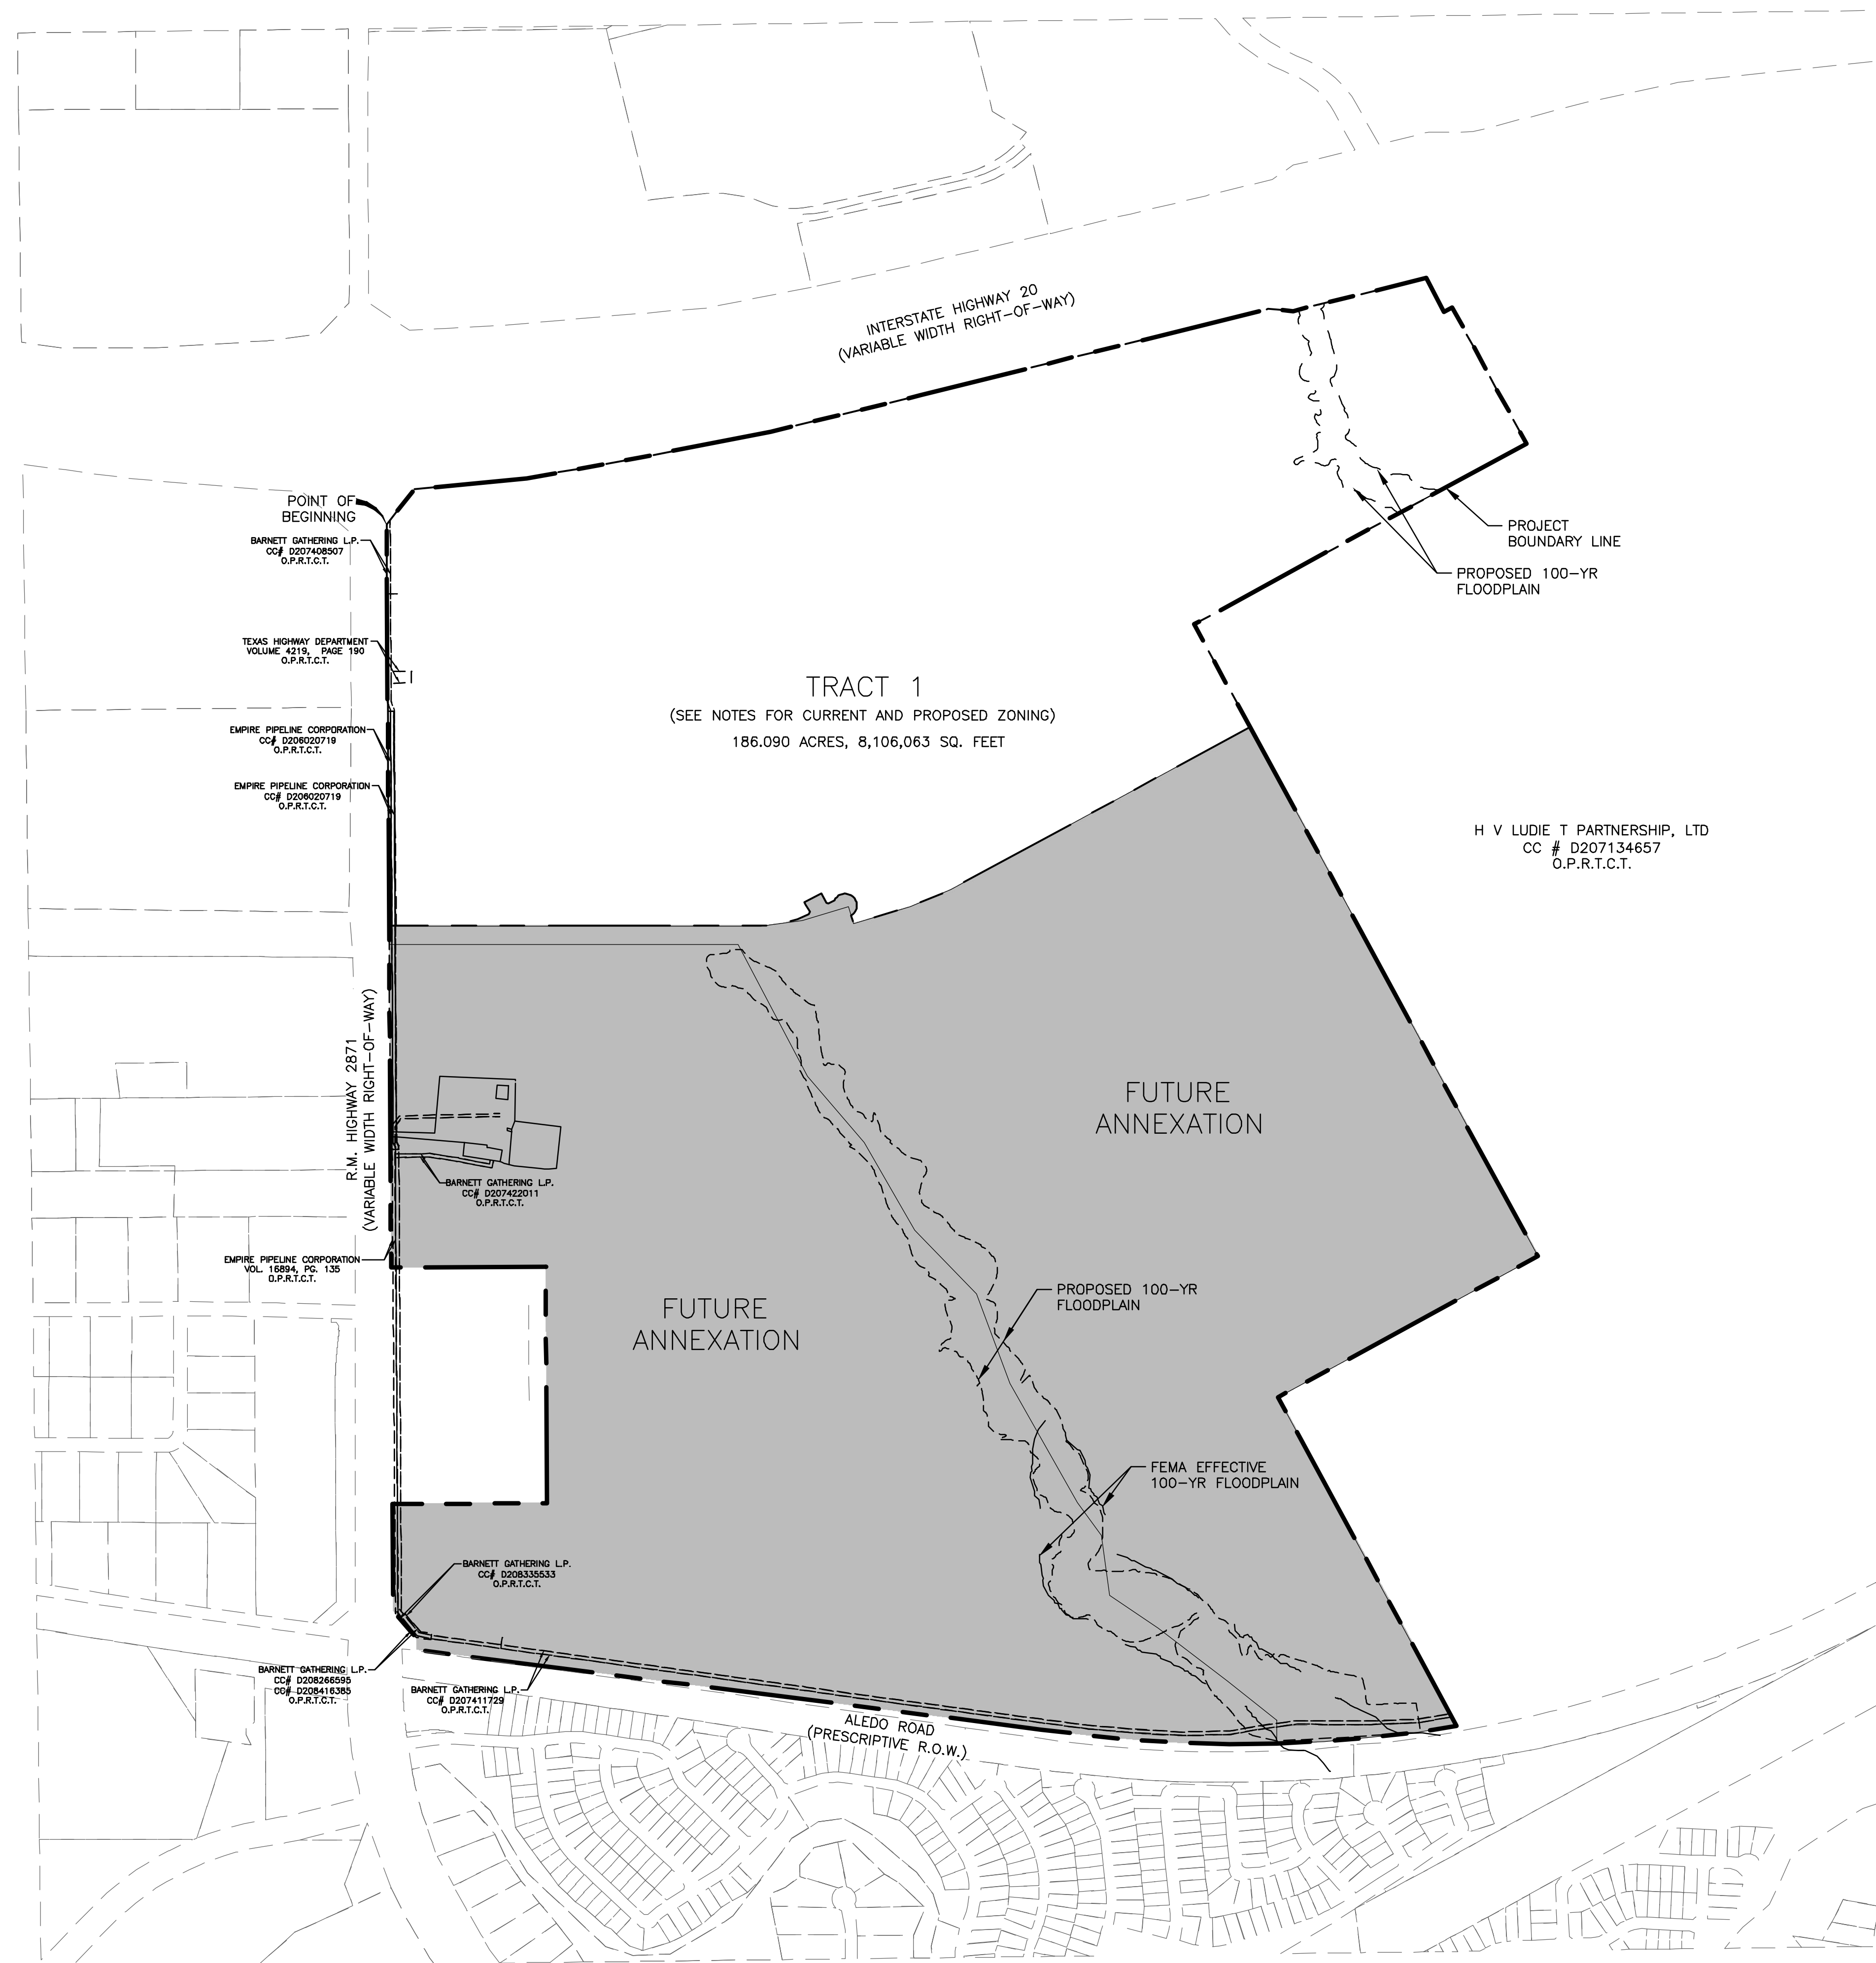 INTERSTATE HIGHWAY 20
(VARIABLE WIDTH RIGHT-OF-WAY)
POINT OF
BEGINNING
BARNETT GATHERING L.P.
CC# D207408507
O.P.R.T.C.T.
PROJECT
BOUNDARY LINE
PROPOSED 100-YR
FLOODPLAIN
TEXAS HIGHWAY DEPARTMENT
VOLUME 4219, PAGE 190
O.P.R.T.C.T.
TRACT 1
(SEE NOTES FOR CURRENT AND PROPOSED ZONING)
186.090 ACRES, 8,106,063 SQ. FEET
EMPIRE PIPELINE CORPORATION
CC# D206020719
O.P.R.T.C.T.
EMPIRE PIPELINE CORPORATION
CC# D206020719
O.P.R.T.C.T.
H V LUDIE T PARTNERSHIP, LTD
CC # D207134657
O.P.R.T.C.T.
R.M. HIGHWAY 2871
(VARIABLE WIDTH RIGHT-OF-WAY)
FUTURE
ANNEXATION
BARNETT GATHERING L.P.
CC# D207422011
O.P.R.T.C.T.
EMPIRE PIPELINE CORPORATION
VOL. 16894, PG. 135
O.P.R.T.C.T.
FUTURE
ANNEXATION
PROPOSED 100-YR
FLOODPLAIN
FEMA EFFECTIVE
100-YR FLOODPLAIN
BARNETT GATHERING L.P.
CC# D208335533
O.P.R.T.C.T.
BARNETT GATHERING L.P.
CC# D208266595
CC# D208416385
O.P.R.T.C.T.
BARNETT GATHERING L.P.
CC# D207411729
O.P.R.T.C.T.
ALEDO ROAD
(PRESCRIPTIVE R.O.W.)